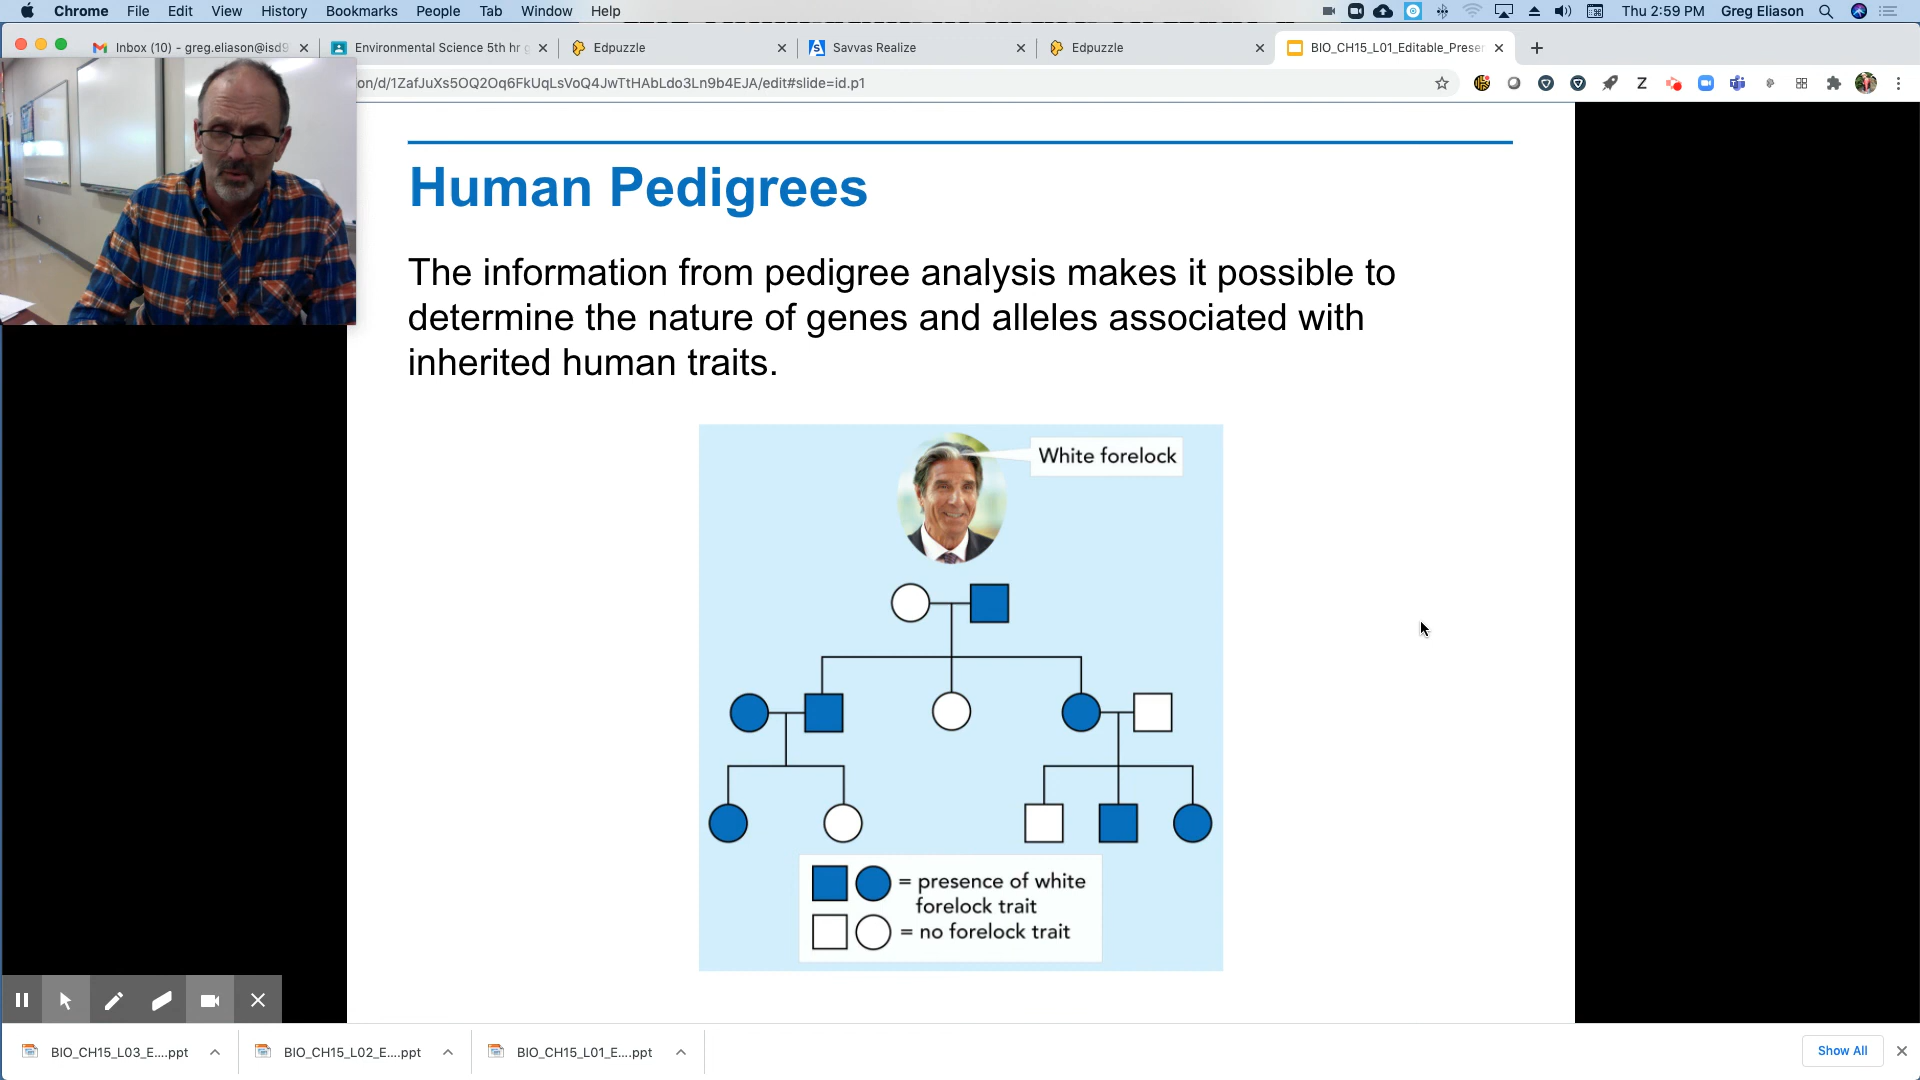 Chrome File Edit View History Bookmarks People Tab Window Help Thu 2:59 PM Greg Eliason
Inbox (10) - greg.eliason@isd9 Environmental Science 5th hr Edpuzzle Savvas Realize Edpuzzle BIO_CH15_L01_Editable_Prese
on/d/1ZafJuXs5OQ2Oq6FkUqLsVoQ4JwTtHAbLdo3Ln9b4EJA/edit#slide=id.p1
Human Pedigrees
The information from pedigree analysis makes it possible to
determine the nature of genes and alleles associated with
inherited human traits.
White forelock
= presence of white
forelock trait
= no forelock trait
BIO_CH15_L03_E....ppt BIO_CH15_L02_E....ppt BIO_CH15_L01_E....ppt Show All